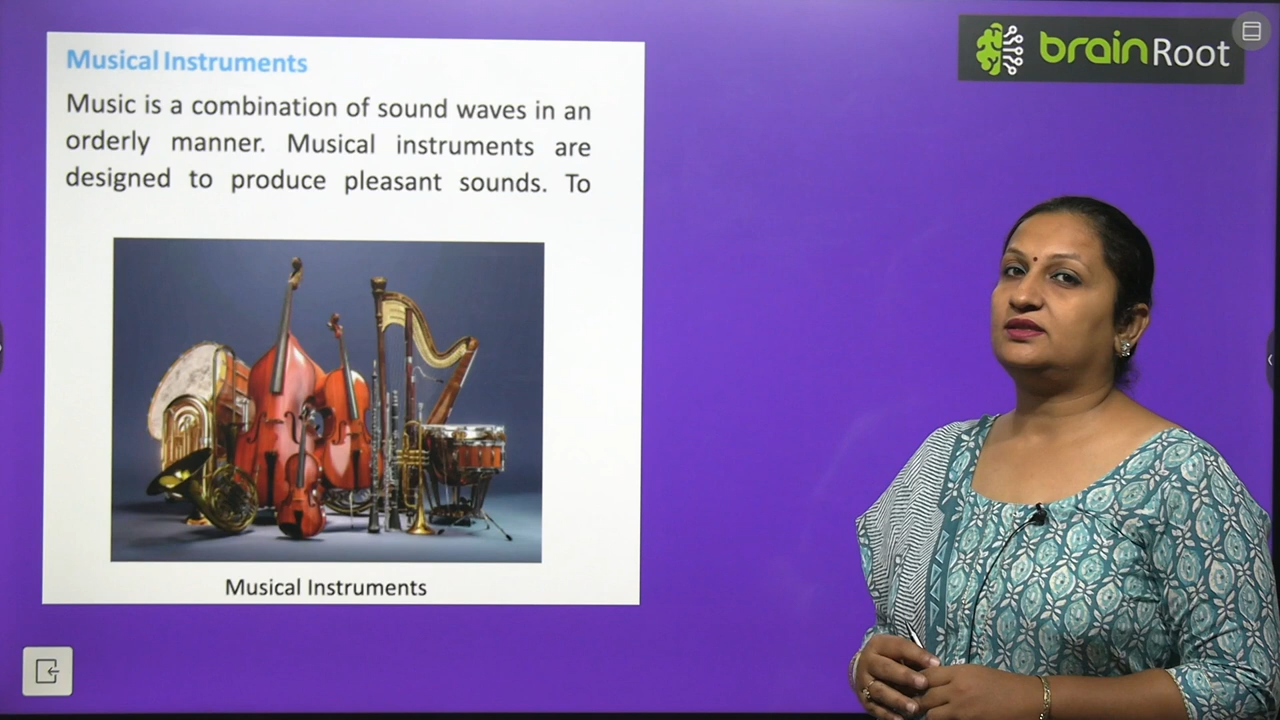 Musical Instruments
Music is a combination of sound waves in an
orderly manner. Musical instruments are
designed to produce pleasant sounds. To
Musical Instruments
brainRoot